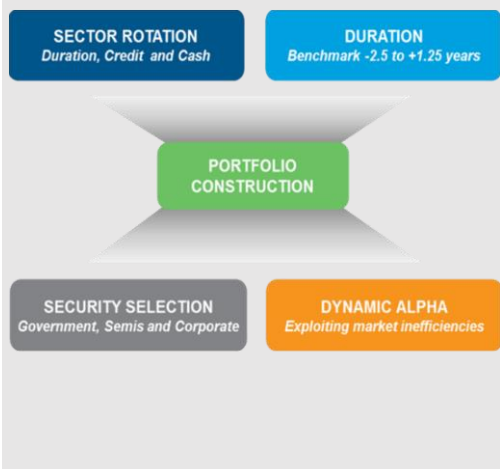 SECTOR ROTATION
Duration, Credit and Cash
DURATION
Benchmark -2.5 to +1.25 years
PORTFOLIO
CONSTRUCTION
SECURITY SELECTION
Government, Semis and Corporate
DYNAMIC ALPHA
Exploiting market inefficiencies